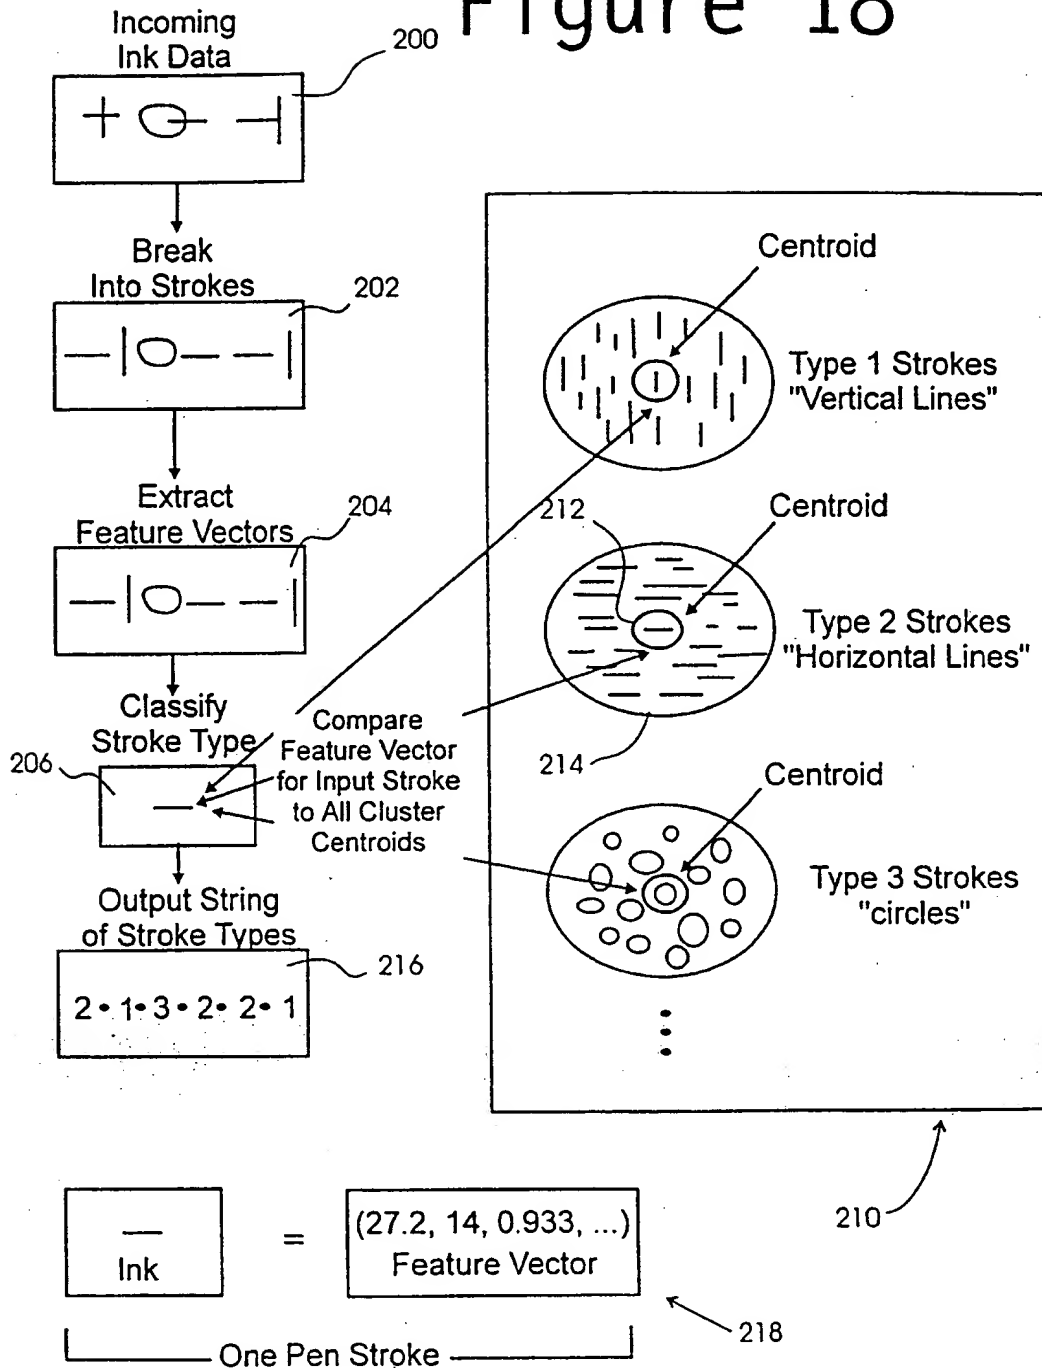 Figure 18
Incoming
Ink Data
200
Break
Into Strokes
202
Extract
Feature Vectors
204
Classify
Stroke Type
206
Compare
Feature Vector
for Input Stroke
to All Cluster
Centroids
Output String
of Stroke Types
216
2 • 1 • 3 • 2 • 2 • 1
Centroid
Type 1 Strokes
"Vertical Lines"
212
Centroid
Type 2 Strokes
"Horizontal Lines"
214
Centroid
Type 3 Strokes
"circles"
210
Ink
=
(27.2, 14, 0.933, ...)
Feature Vector
218
One Pen Stroke